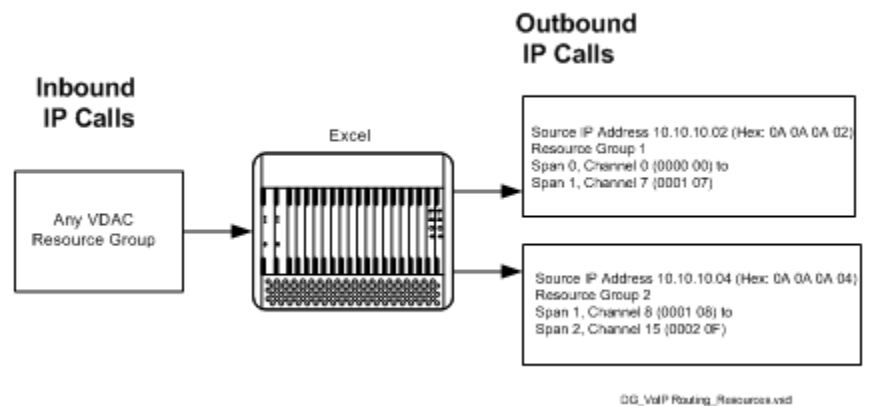 Outbound
IP Calls
Inbound
IP Calls
Excel
Any VDAC
Resource Group
Source IP Address 10.10.10.02 (Hex: 0A 0A 0A 02)
Resource Group 1
Span 0, Channel 0 (0000 00) to
Span 1, Channel 7 (0001 07)
Source IP Address 10.10.10.04 (Hex: 0A 0A 0A 04)
Resource Group 2
Span 1, Channel 8 (0001 08) to
Span 2, Channel 15 (0002 0F)
DG_VoIP Routing_Resources.vsd